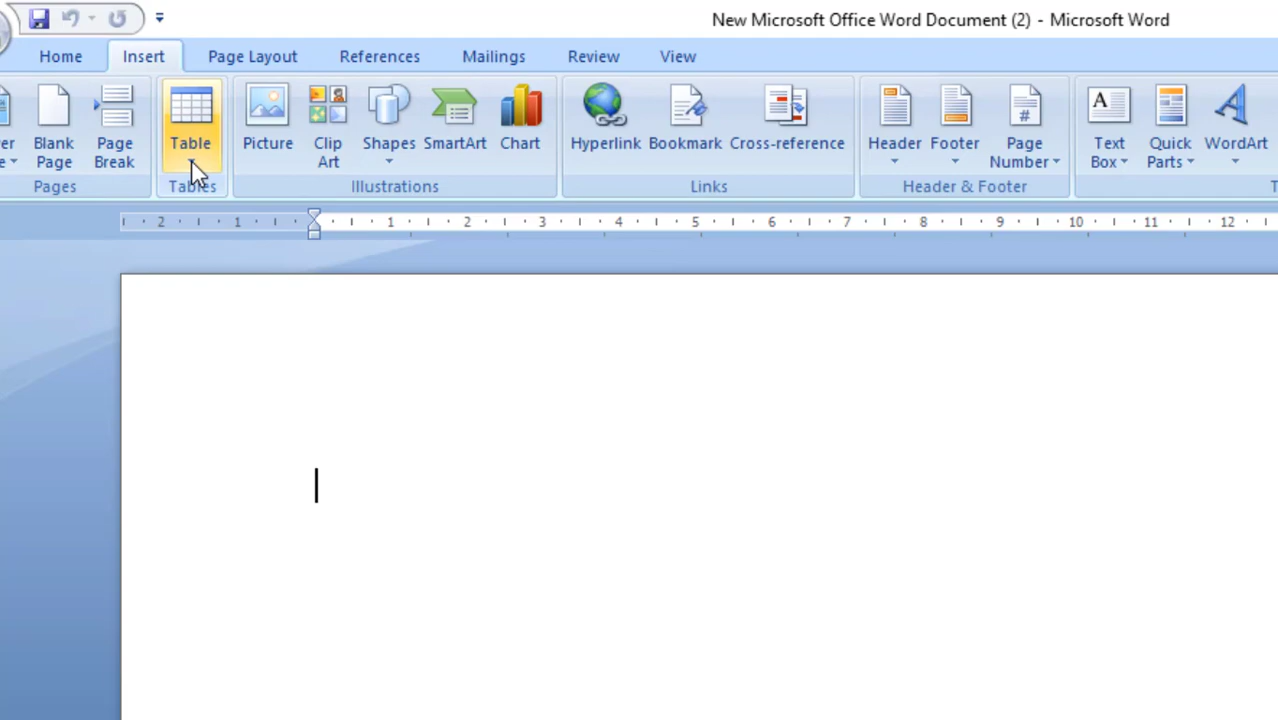 New Microsoft Office Word Document (2) - Microsoft Word
Home Insert Page Layout References Mailings Review View
Blank Page
Page Break
Table
Picture
Clip Art
Shapes
SmartArt
Chart
Hyperlink
Bookmark
Cross-reference
Header
Footer
Page Number
#
A
Text Box
Quick Parts
A
WordArt
Pages Tables Illustrations Links Header & Footer
2 1 1 2 3 4 5 6 7 8 9 10 11 12